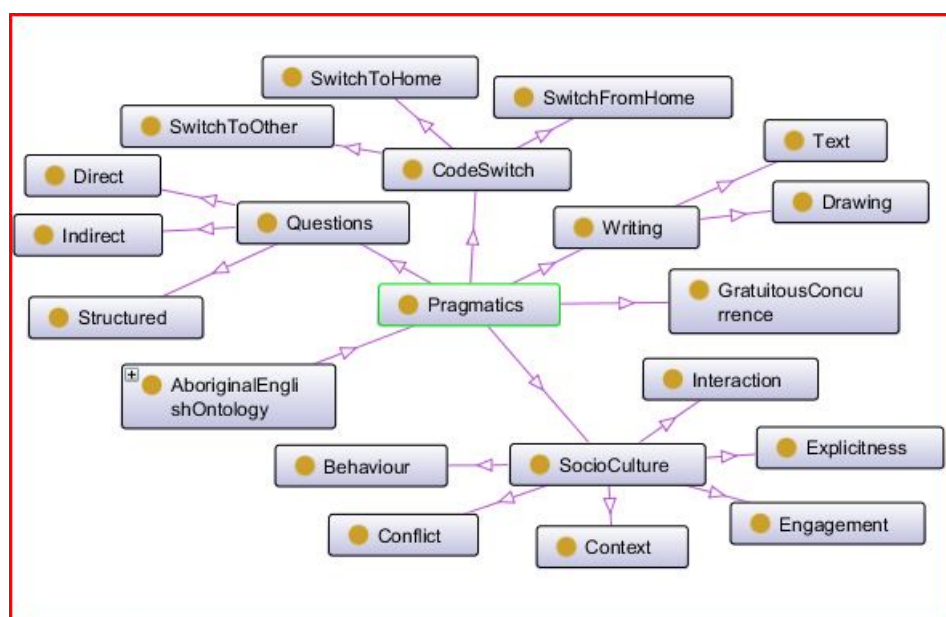 SwitchToHome
SwitchFromHome
SwitchToOther
Text
CodeSwitch
Direct
Drawing
Questions
Writing
Indirect
GratuitousConcu
rrence
Pragmatics
Structured
Interaction
AboriginalEngli
shOntology
Explicitness
Behaviour
SocioCulture
Engagement
Conflict
Context